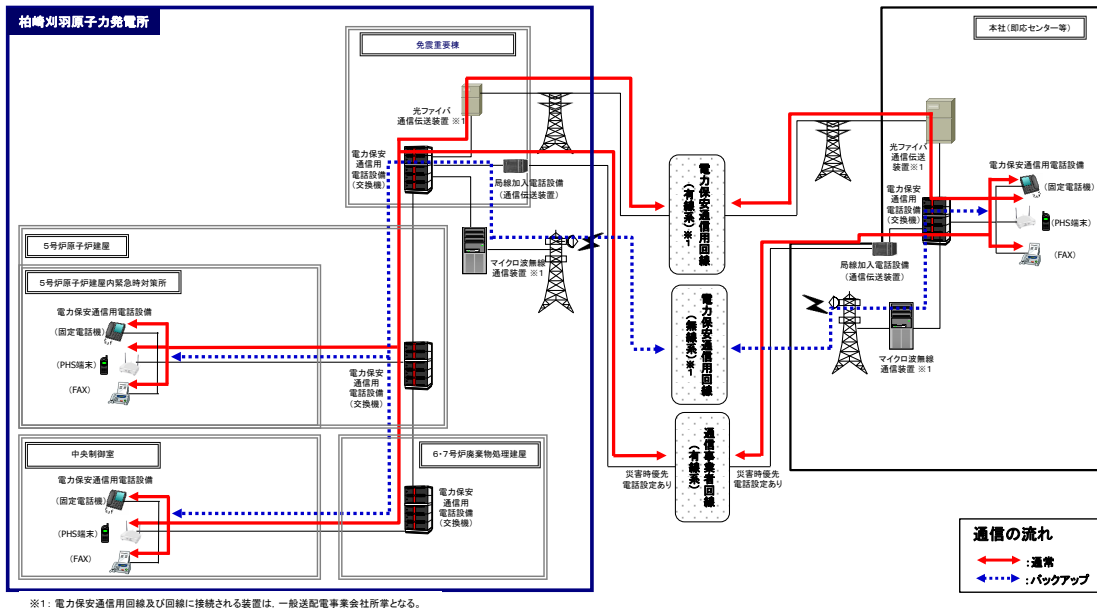 柏崎刈羽原子力発電所
免震重要棟
光ファイバ
通信伝送装置 ※1
電力保安
通信用
電話設備
(交換機)
局線加入電話設備
(通信伝送装置)
マイクロ波無線
通信装置 ※1
5号炉原子炉建屋
5号炉原子炉建屋内緊急時対策所
電力保安通信用電話設備
(固定電話機)
(PHS端末)
(FAX)
電力保安
通信用
電話設備
(交換機)
中央制御室
電力保安通信用電話設備
(固定電話機)
(PHS端末)
(FAX)
6・7号炉廃棄物処理建屋
電力保安
通信用
電話設備
(交換機)
電力保安通信用回線
(有線系)※1
電力保安通信用回線
(無線系)※1
通信事業者回線
(有線系)
災害時優先
電話設定あり
災害時優先
電話設定あり
本社(即応センター等)
光ファイバ
通信伝送
装置※1
電力保安
通信用
電話設備
(交換機)
電力保安通信用電話設備
(固定電話機)
(PHS端末)
(FAX)
局線加入電話設備
(通信伝送装置)
マイクロ波無線
通信装置 ※1
通信の流れ
:通常
:バックアップ
※1: 電力保安通信用回線及び回線に接続される装置は、一般送配電事業会社所掌となる。